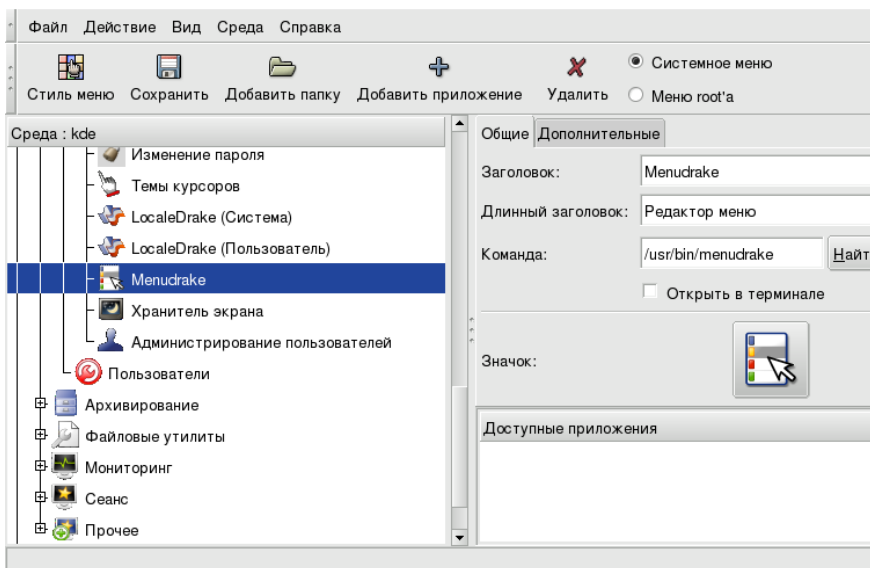 Файл Действие Вид Среда Справка
Стиль меню Сохранить Добавить папку Добавить приложение Удалить
Системное меню
Меню root'а
Среда : kde
Изменение пароля
Темы курсоров
LocaleDrake (Система)
LocaleDrake (Пользователь)
Menudrake
Хранитель экрана
Администрирование пользователей
Пользователи
Архивирование
Файловые утилиты
Мониторинг
Сеанс
Прочее
Общие Дополнительные
Заголовок: Menudrake
Длинный заголовок: Редактор меню
Команда: /usr/bin/menudrake Найт
Открыть в терминале
Значок:
Доступные приложения